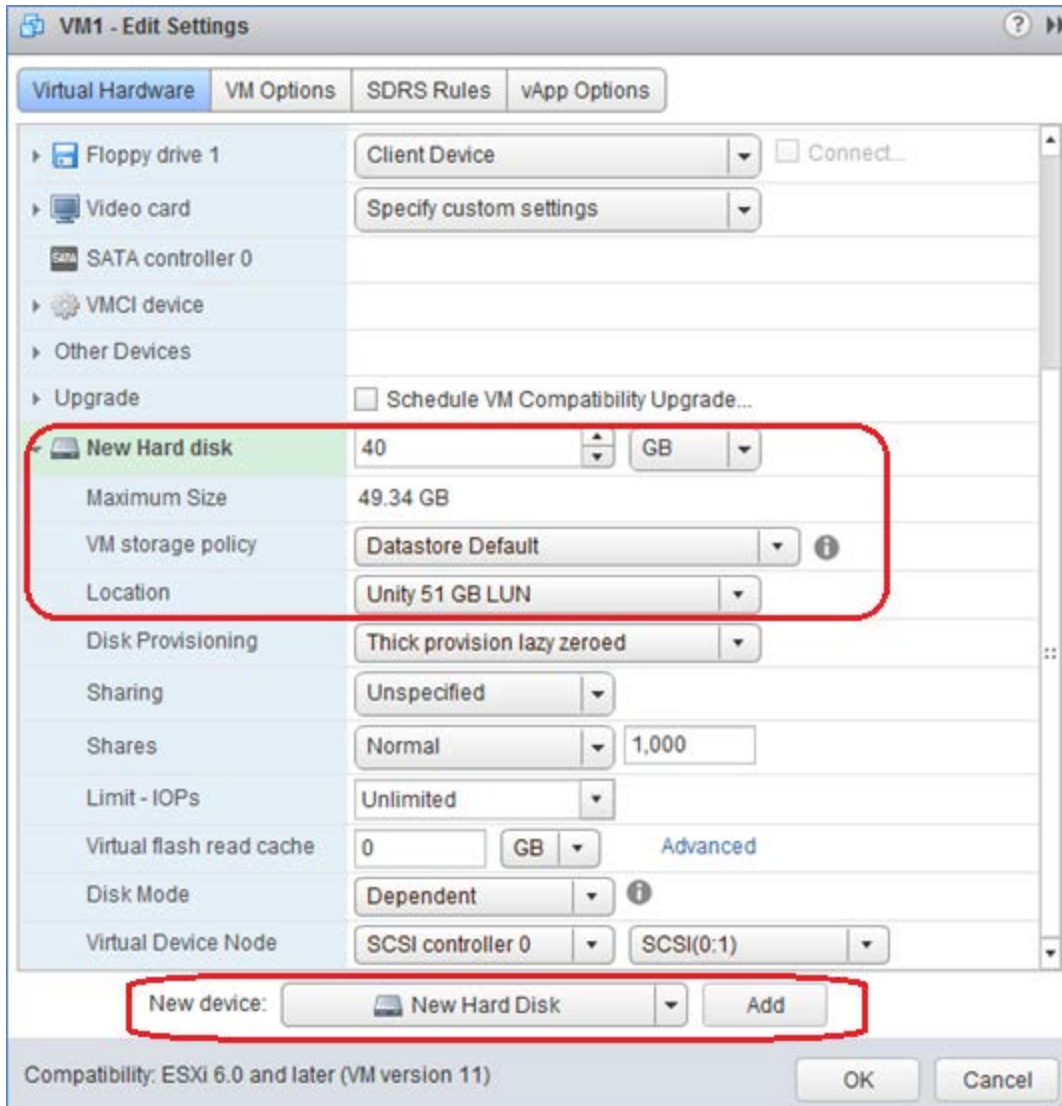 VM1 - Edit Settings
Virtual Hardware VM Options SDRS Rules vApp Options
Floppy drive 1 Client Device Connect...
Video card Specify custom settings
SATA controller 0
VMCI device
Other Devices
Upgrade Schedule VM Compatibility Upgrade...
New Hard disk 40 GB
Maximum Size 49.34 GB
VM storage policy Datastore Default
Location Unity 51 GB LUN
Disk Provisioning Thick provision lazy zeroed
Sharing Unspecified
Shares Normal 1,000
Limit - IOPs Unlimited
Virtual flash read cache 0 GB Advanced
Disk Mode Dependent
Virtual Device Node SCSI controller 0 SCSI(0:1)
New device: New Hard Disk Add
Compatibility: ESXi 6.0 and later (VM version 11) OK Cancel